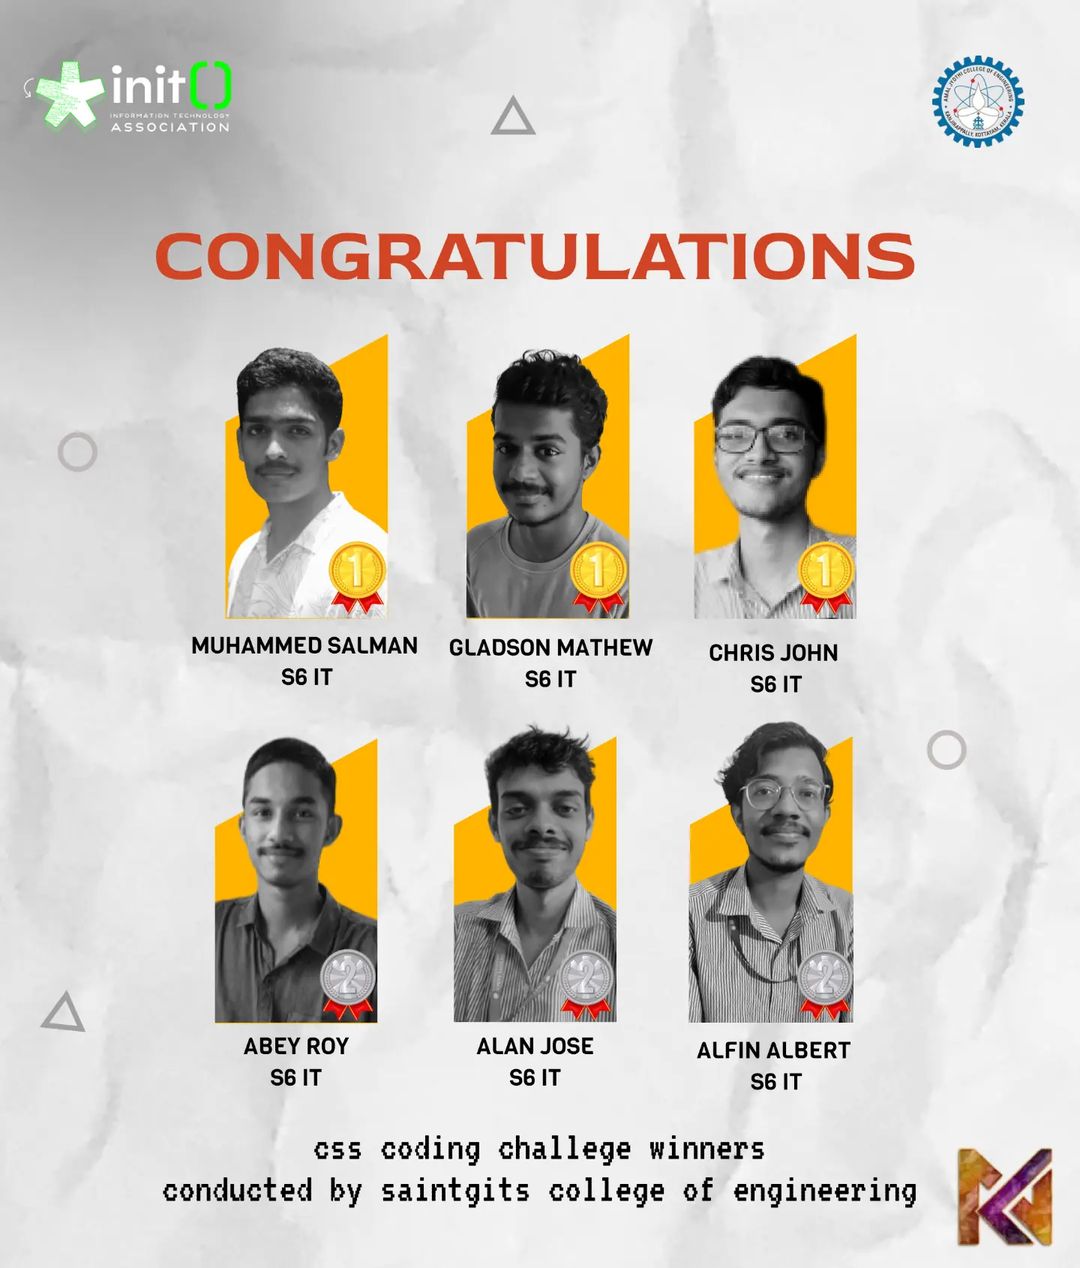 init()
INFORMATION TECHNOLOGY
ASSOCIATION
AMAL JYOTHI COLLEGE OF ENGINEERING
KANJIRAPPALLY, KOTTAYAM, KERALA
CONGRATULATIONS
1
1
1
MUHAMMED SALMAN
S6 IT
GLADSON MATHEW
S6 IT
CHRIS JOHN
S6 IT
2
2
2
ABEY ROY
S6 IT
ALAN JOSE
S6 IT
ALFIN ALBERT
S6 IT
css coding challege winners
conducted by saintgits college of engineering